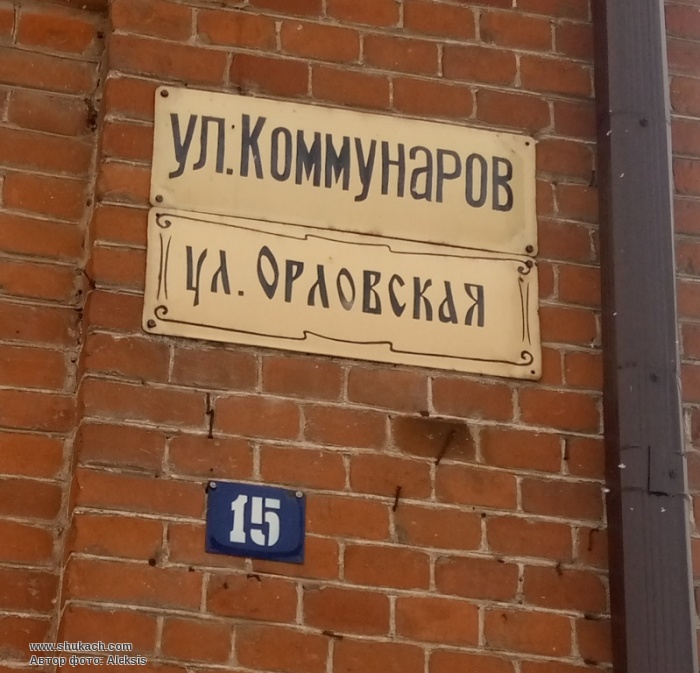 ул. Коммунаров
ул. Орловская
15
www.shukach.com
Автор фото: Aleksis